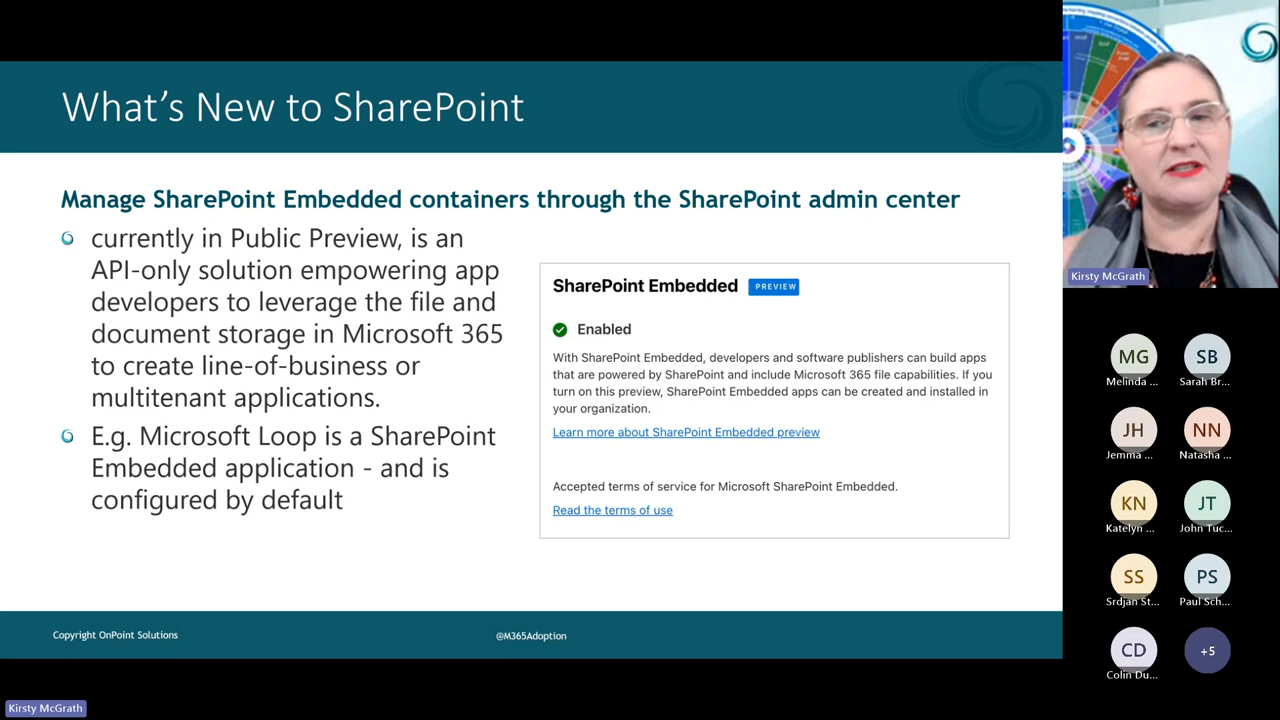 What's New to SharePoint
Manage SharePoint Embedded containers through the SharePoint admin center
currently in Public Preview, is an
API-only solution empowering app
developers to leverage the file and
document storage in Microsoft 365
to create line-of-business or
multitenant applications.
E.g. Microsoft Loop is a SharePoint
Embedded application - and is
configured by default
SharePoint Embedded PREVIEW
Enabled
With SharePoint Embedded, developers and software publishers can build apps
that are powered by SharePoint and include Microsoft 365 file capabilities. If you
turn on this preview, SharePoint Embedded apps can be created and installed in
your organization.
Learn more about SharePoint Embedded preview
Accepted terms of service for Microsoft SharePoint Embedded.
Read the terms of use
Copyright OnPoint Solutions
@M365Adoption
Kirsty McGrath
Kirsty McGrath
MG SB
Melinda ... Sarah Br...
JH NN
Jemma ... Natasha ...
KN JT
Katelyn ... John Tuc...
SS PS
Srdjan St... Paul Sch...
CD +5
Colin Du...